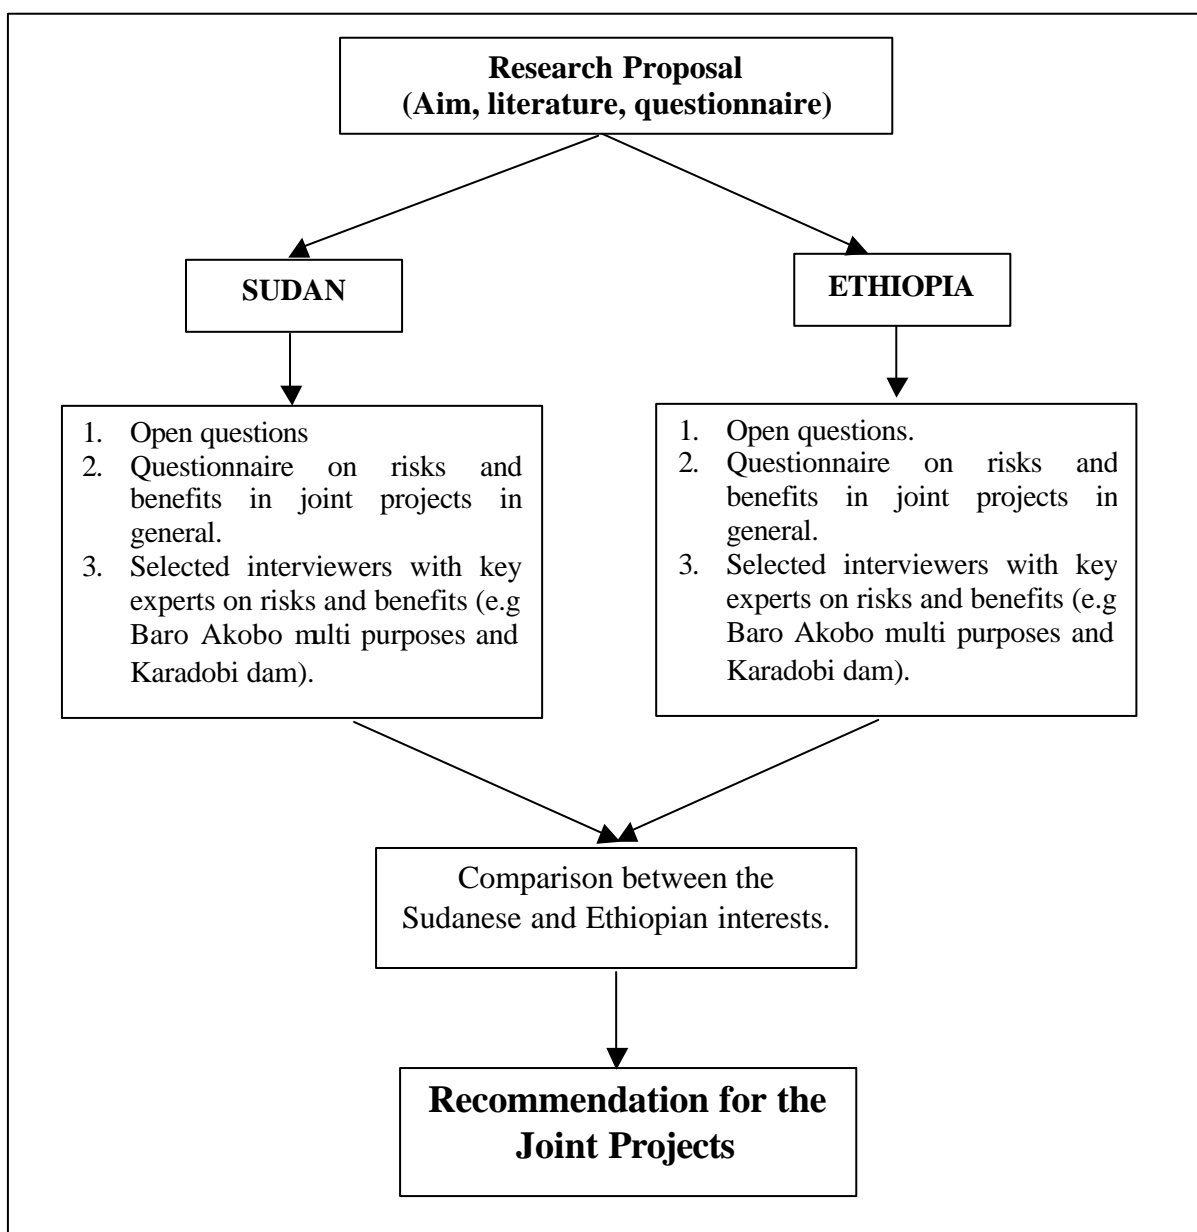 Research Proposal
(Aim, literature, questionnaire)
SUDAN
ETHIOPIA
1. Open questions
2. Questionnaire on risks and
benefits in joint projects in
general.
3. Selected interviewers with key
experts on risks and benefits (e.g
Baro Akobo multi purposes and
Karadobi dam).
1. Open questions.
2. Questionnaire on risks and
benefits in joint projects in
general.
3. Selected interviewers with key
experts on risks and benefits (e.g
Baro Akobo multi purposes and
Karadobi dam).
Comparison between the
Sudanese and Ethiopian interests.
Recommendation for the
Joint Projects